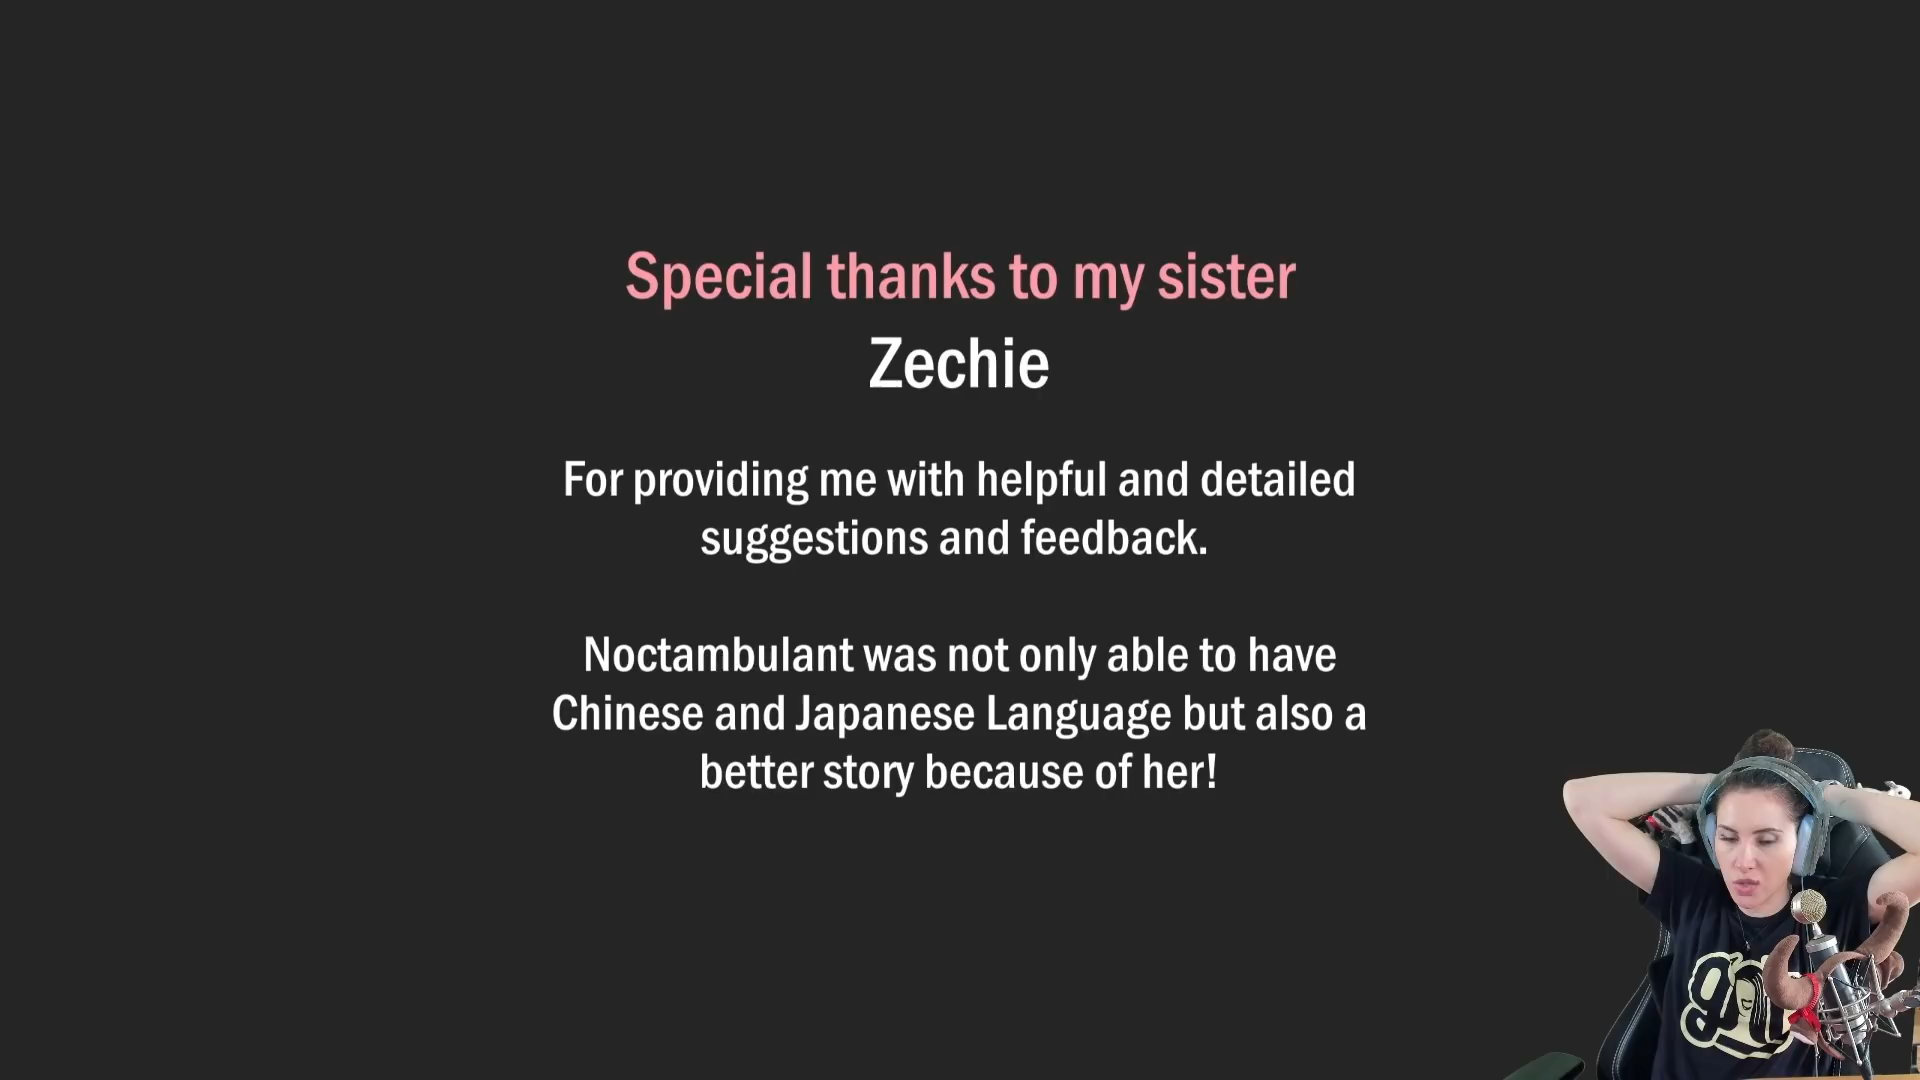 Special thanks to my sister
Zechie
For providing me with helpful and detailed
suggestions and feedback.
Noctambulant was not only able to have
Chinese and Japanese Language but also a
better story because of her!